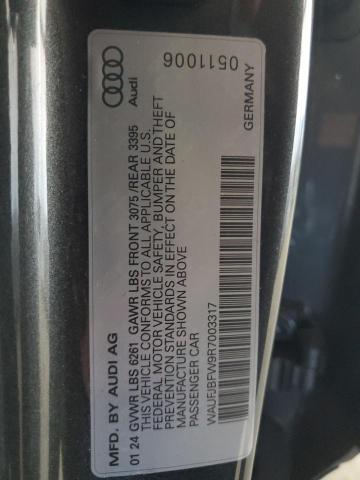 MFD. BY AUDI AG
Audi
01 24 GVWR LBS 6261 GAWR LBS FRONT 3075 /REAR 3395
THIS VEHICLE CONFORMS TO ALL APPLICABLE U.S.
FEDERAL MOTOR VEHICLE SAFETY, BUMPER AND THEFT
PREVENTION STANDARDS IN EFFECT ON THE DATE OF
MANUFACTURE SHOWN ABOVE
PASSENGER CAR
WAUFJBFW9R7003317
0511006
GERMANY